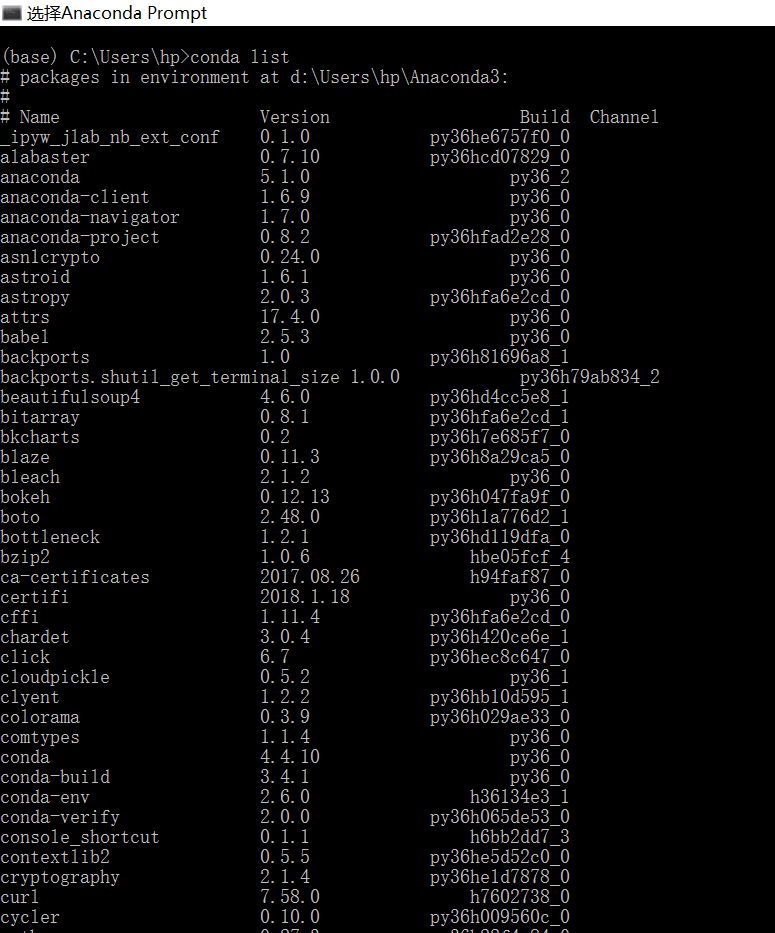 选择Anaconda Prompt
(base) C:\Users\hp>conda list
# packages in environment at d:\Users\hp\Anaconda3:
#
# Name                    Version                   Build  Channel
_ipyw_jlab_nb_ext_conf    0.1.0            py36he6757f0_0
alabaster                 0.7.10           py36hcd07829_0
anaconda                  5.1.0                    py36_2
anaconda-client           1.6.9                    py36_0
anaconda-navigator        1.7.0                    py36_0
anaconda-project          0.8.2            py36hfad2e28_0
asn1crypto                0.24.0                   py36_0
astroid                   1.6.1                    py36_0
astropy                   2.0.3            py36hfa6e2cd_0
attrs                     17.4.0                   py36_0
babel                     2.5.3                    py36_0
backports                 1.0              py36h81696a8_1
backports.shutil_get_terminal_size 1.0.0            py36h79ab834_2
beautifulsoup4            4.6.0            py36hd4cc5e8_1
bitarray                  0.8.1            py36hfa6e2cd_1
bkcharts                  0.2              py36h7e685f7_0
blaze                     0.11.3           py36h8a29ca5_0
bleach                    2.1.2                    py36_0
bokeh                     0.12.13          py36h047fa9f_0
boto                      2.48.0           py36h1a776d2_1
bottleneck                1.2.1            py36hd119dfa_0
bzip2                     1.0.6                hbe05fcf_4
ca-certificates           2017.08.26           h94faf87_0
certifi                   2018.1.18                py36_0
cffi                      1.11.4           py36hfa6e2cd_0
chardet                   3.0.4            py36h420ce6e_1
click                     6.7              py36hec8c647_0
cloudpickle               0.5.2                    py36_1
clyent                    1.2.2            py36hb10d595_1
colorama                  0.3.9            py36h029ae33_0
comtypes                  1.1.4                    py36_0
conda                     4.4.10                   py36_0
conda-build               3.4.1                    py36_0
conda-env                 2.6.0                h36134e3_1
conda-verify              2.0.0            py36h065de53_0
console_shortcut          0.1.1                h6bb2dd7_3
contextlib2               0.5.5            py36he5d52c0_0
cryptography              2.1.4            py36he1d7878_0
curl                      7.58.0               h7602738_0
cycler                    0.10.0           py36h009560c_0